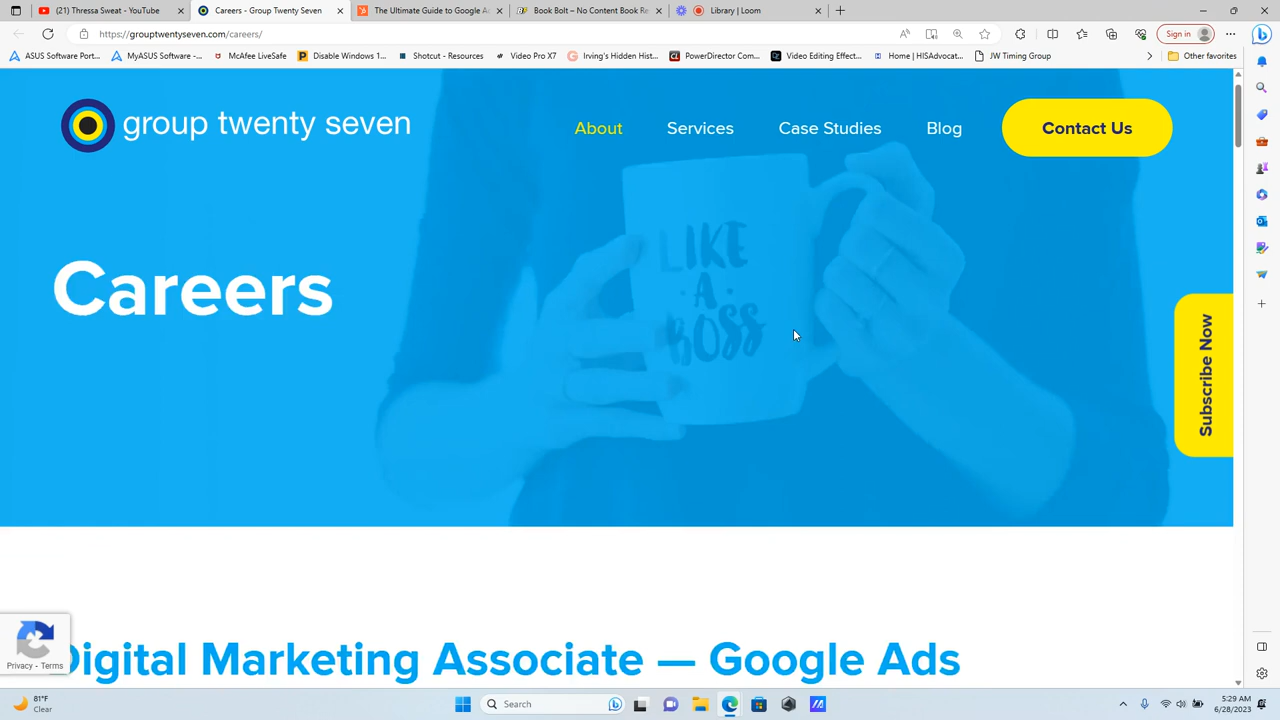 (21) Thressa Sweat - YouTube
Careers - Group Twenty Seven
The Ultimate Guide to Google Ad
Book Bolt – No Content Book Re
Library | Loom
https://grouptwentyseven.com/careers/
Sign in
ASUS Software Port...
MyASUS Software -...
McAfee LiveSafe
Disable Windows 1...
Shotcut - Resources
Video Pro X7
Irving's Hidden Hist...
PowerDirector Com...
Video Editing Effect...
Home | HISAdvocat...
JW Timing Group
Other favorites
group twenty seven
About
Services
Case Studies
Blog
Contact Us
LIKE
A
BOSS
Careers
Subscribe Now
Privacy - Terms
Digital Marketing Associate — Google Ads
81°F
Clear
Search
5:29 AM
6/28/2023